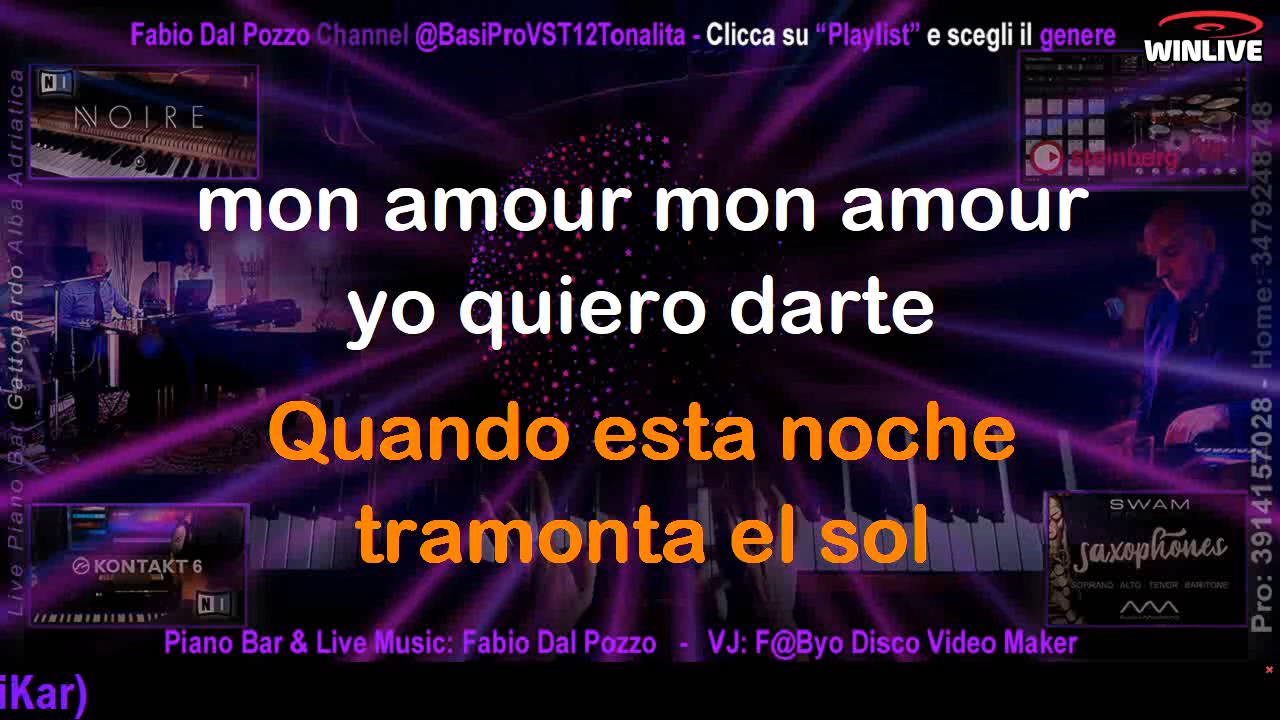 Fabio Dal Pozzo Channel @BasiProVST12Tonalita - Clicca su “Playlist” e scegli il genere
WINLIVE
NI
NOIRE
steinberg
mon amour mon amour
yo quiero darte
Quando esta noche
tramonta el sol
Live Piano Bar Gattopardo Alba Adriatica
Pro: 3914157028 - Home: 3479248748
KONTAKT 6
NI
SWAM
saxophones
SOPRANO · ALTO · TENOR · BARITONE
Piano Bar & Live Music: Fabio Dal Pozzo - VJ: F@Byo Disco Video Maker
iKar)